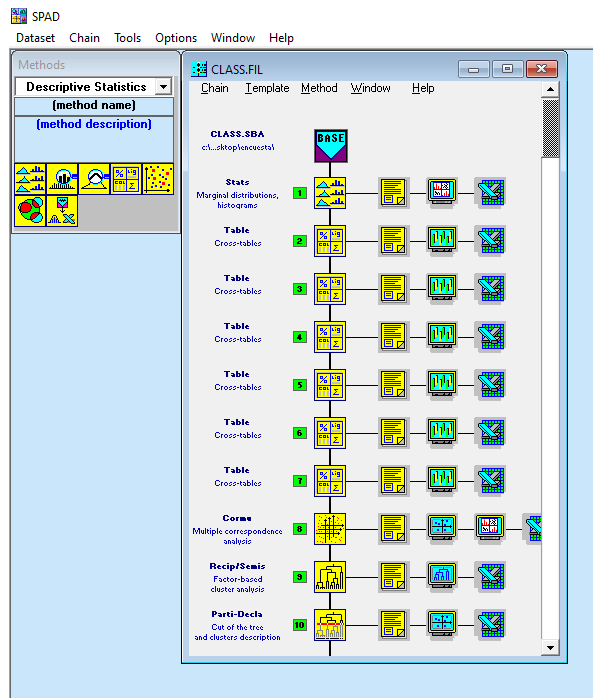 SPAD
Dataset Chain Tools Options Window Help
Methods
Descriptive Statistics
(method name)
(method description)
CLASS.FIL
Chain Template Method Window Help
CLASS.SBA
c:\...sktop\encuesta\
BASE
Stats
Marginal distributions,
histograms
1
Table
Cross-tables
2
Table
Cross-tables
3
Table
Cross-tables
4
Table
Cross-tables
5
Table
Cross-tables
6
Table
Cross-tables
7
Cormu
Multiple correspondence
analysis
8
Recip/Semis
Factor-based
cluster analysis
9
Parti-Decla
Cut of the tree
and clusters description
10